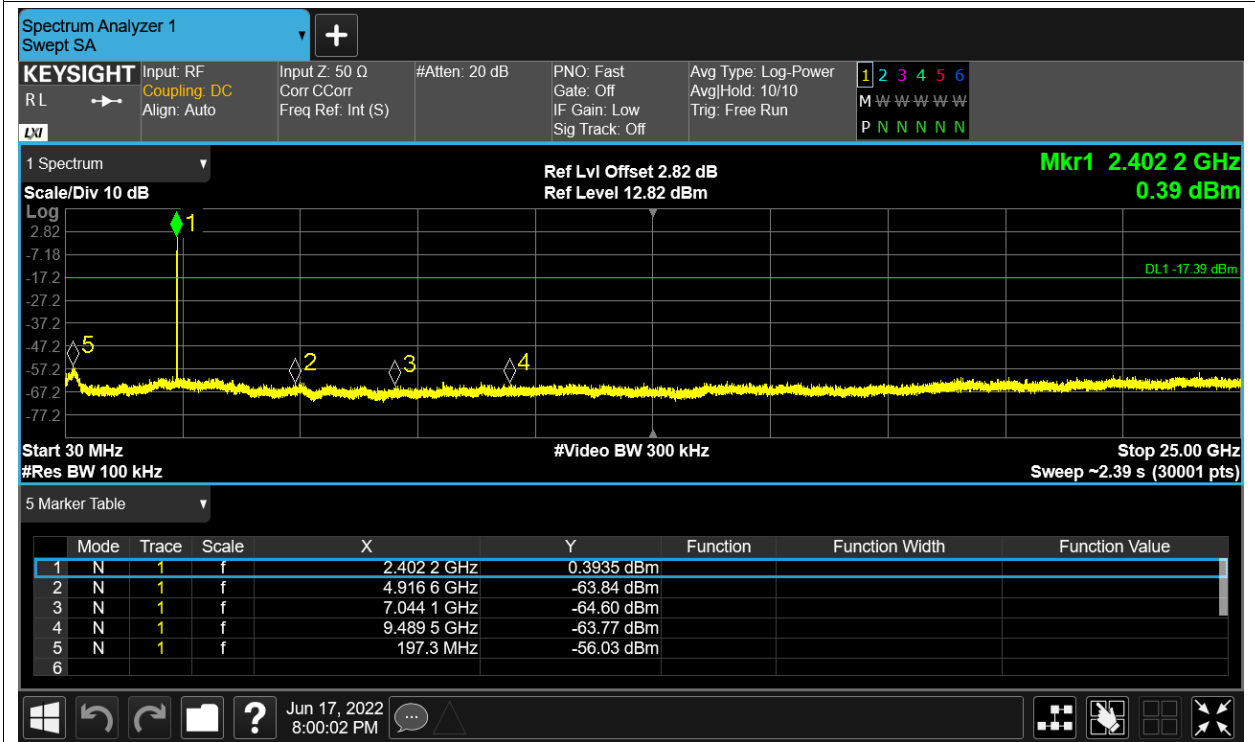 Spectrum Analyzer 1
Swept SA
KEYSIGHT
R L
LXI
Input: RF
Coupling: DC
Align: Auto
Input Z: 50 Ω
Corr CCorr
Freq Ref: Int (S)
#Atten: 20 dB
PNO: Fast
Gate: Off
IF Gain: Low
Sig Track: Off
Avg Type: Log-Power
Avg|Hold: 10/10
Trig: Free Run
1 2 3 4 5 6
M W W W W W
P N N N N N
1 Spectrum
Scale/Div 10 dB
Ref Lvl Offset 2.82 dB
Ref Level 12.82 dBm
Mkr1 2.402 2 GHz
0.39 dBm
Log
2.82
-7.18
-17.2
-27.2
-37.2
-47.2
-57.2
-67.2
-77.2
1
DL1 -17.39 dBm
5
2
3
4
Start 30 MHz
#Video BW 300 kHz
Stop 25.00 GHz
#Res BW 100 kHz
Sweep ~2.39 s (30001 pts)
5 Marker Table
Mode Trace Scale X Y Function Function Width Function Value
1 N 1 f 2.402 2 GHz 0.3935 dBm
2 N 1 f 4.916 6 GHz -63.84 dBm
3 N 1 f 7.044 1 GHz -64.60 dBm
4 N 1 f 9.489 5 GHz -63.77 dBm
5 N 1 f 197.3 MHz -56.03 dBm
6
?
Jun 17, 2022
8:00:02 PM